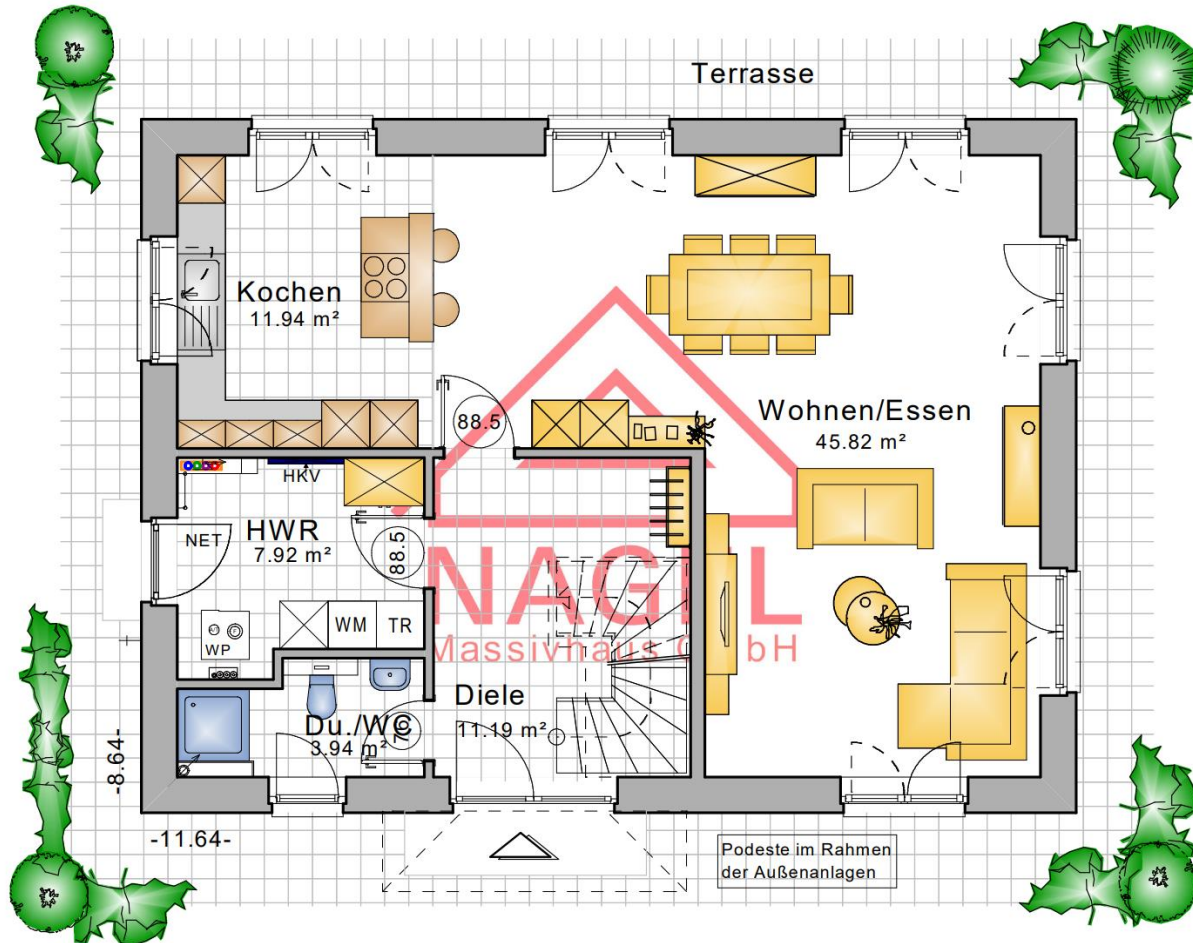 Terrasse
Kochen
11.94 m²
88.5
Wohnen/Essen
45.82 m²
HKV
HWR
7.92 m²
NET
88.5
NAGEL
Massivhaus GmbH
WM
TR
WP
Diele
11.19 m²
Du./WC
3.94 m²
70
-8.64-
-11.64-
Podeste im Rahmen
der Außenanlagen